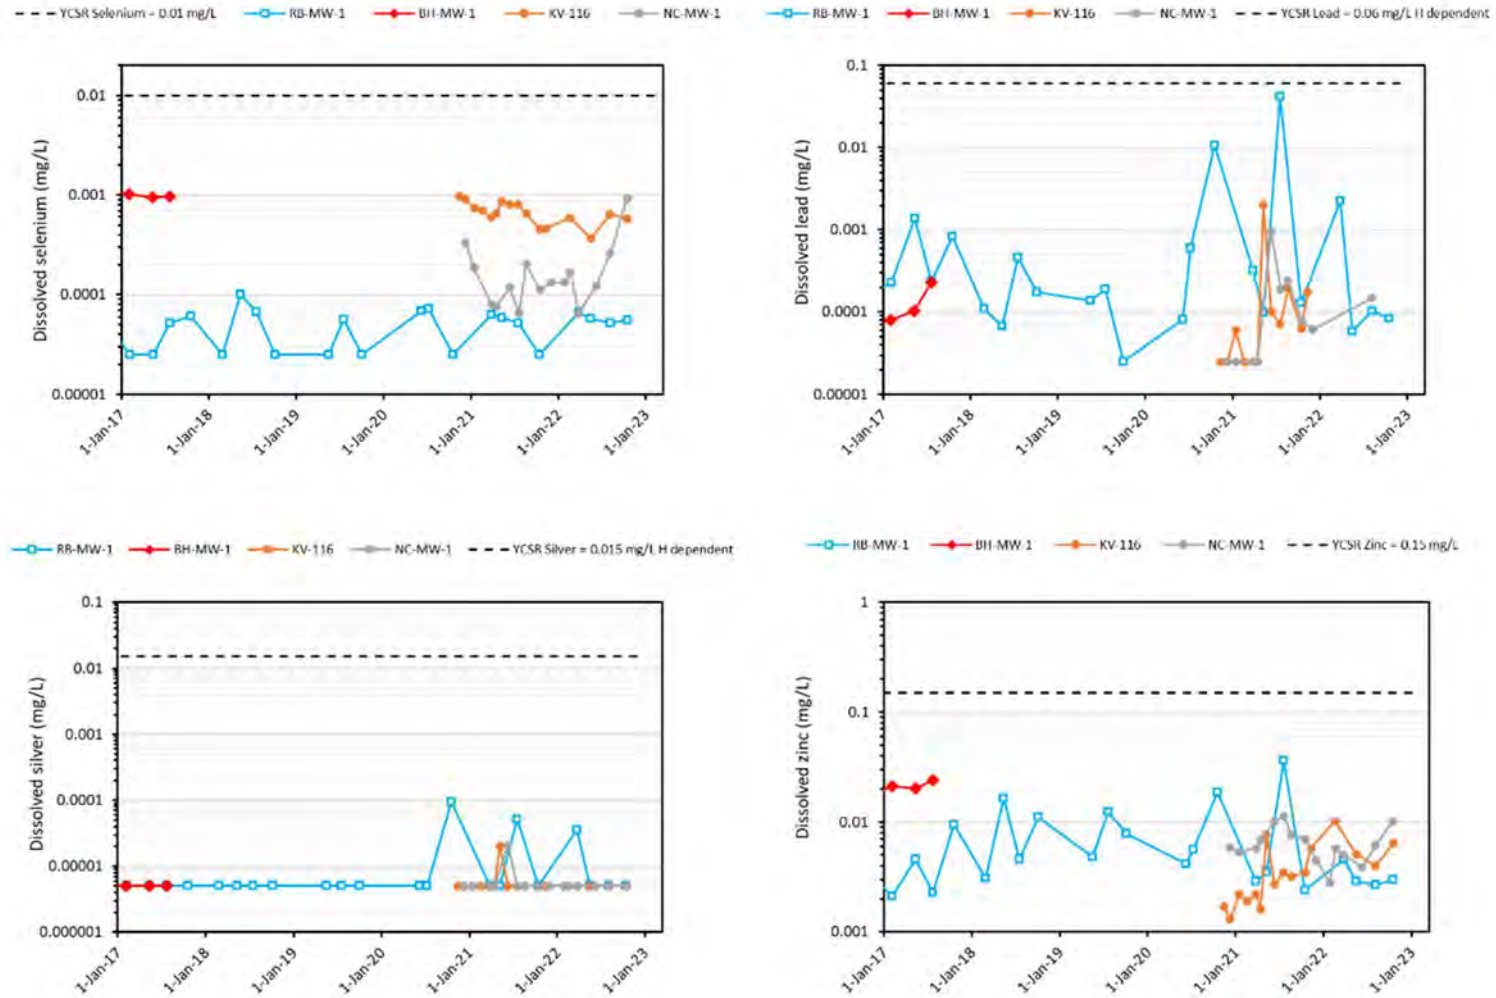 YCSR Selenium = 0.01 mg/L RB-MW-1 BH-MW-1 KV-116 NC-MW-1
0.01
0.001
0.0001
0.00001
Dissolved selenium (mg/L)
1-Jan-17 1-Jan-18 1-Jan-19 1-Jan-20 1-Jan-21 1-Jan-22 1-Jan-23
RB-MW-1 BH-MW-1 KV-116 NC-MW-1 YCSR Lead = 0.06 mg/L H dependent
0.1
0.01
0.001
0.0001
0.00001
Dissolved lead (mg/L)
1-Jan-17 1-Jan-18 1-Jan-19 1-Jan-20 1-Jan-21 1-Jan-22 1-Jan-23
RB-MW-1 BH-MW-1 KV-116 NC-MW-1 YCSR Silver = 0.015 mg/L H dependent
0.1
0.01
0.001
0.0001
0.00001
0.000001
Dissolved silver (mg/L)
1-Jan-17 1-Jan-18 1-Jan-19 1-Jan-20 1-Jan-21 1-Jan-22 1-Jan-23
RB-MW-1 BH-MW-1 KV-116 NC-MW-1 YCSR Zinc = 0.15 mg/L
1
0.1
0.01
0.001
Dissolved zinc (mg/L)
1-Jan-17 1-Jan-18 1-Jan-19 1-Jan-20 1-Jan-21 1-Jan-22 1-Jan-23